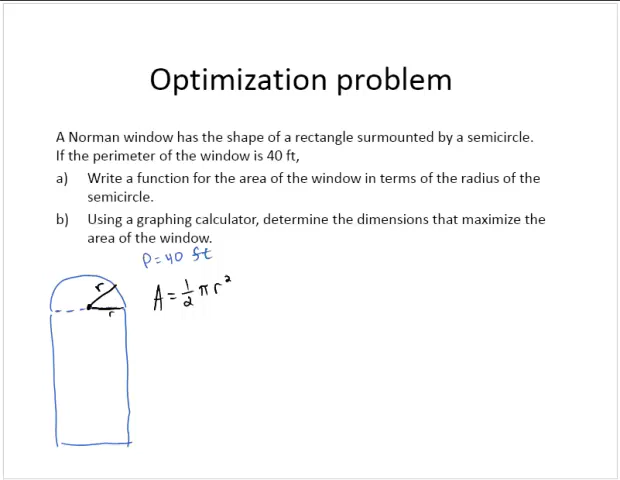 Optimization problem
A Norman window has the shape of a rectangle surmounted by a semicircle.
If the perimeter of the window is 40 ft,
a) Write a function for the area of the window in terms of the radius of the
semicircle.
b) Using a graphing calculator, determine the dimensions that maximize the
area of the window.
P=40 ft
r
A = 1/2 π r²
r